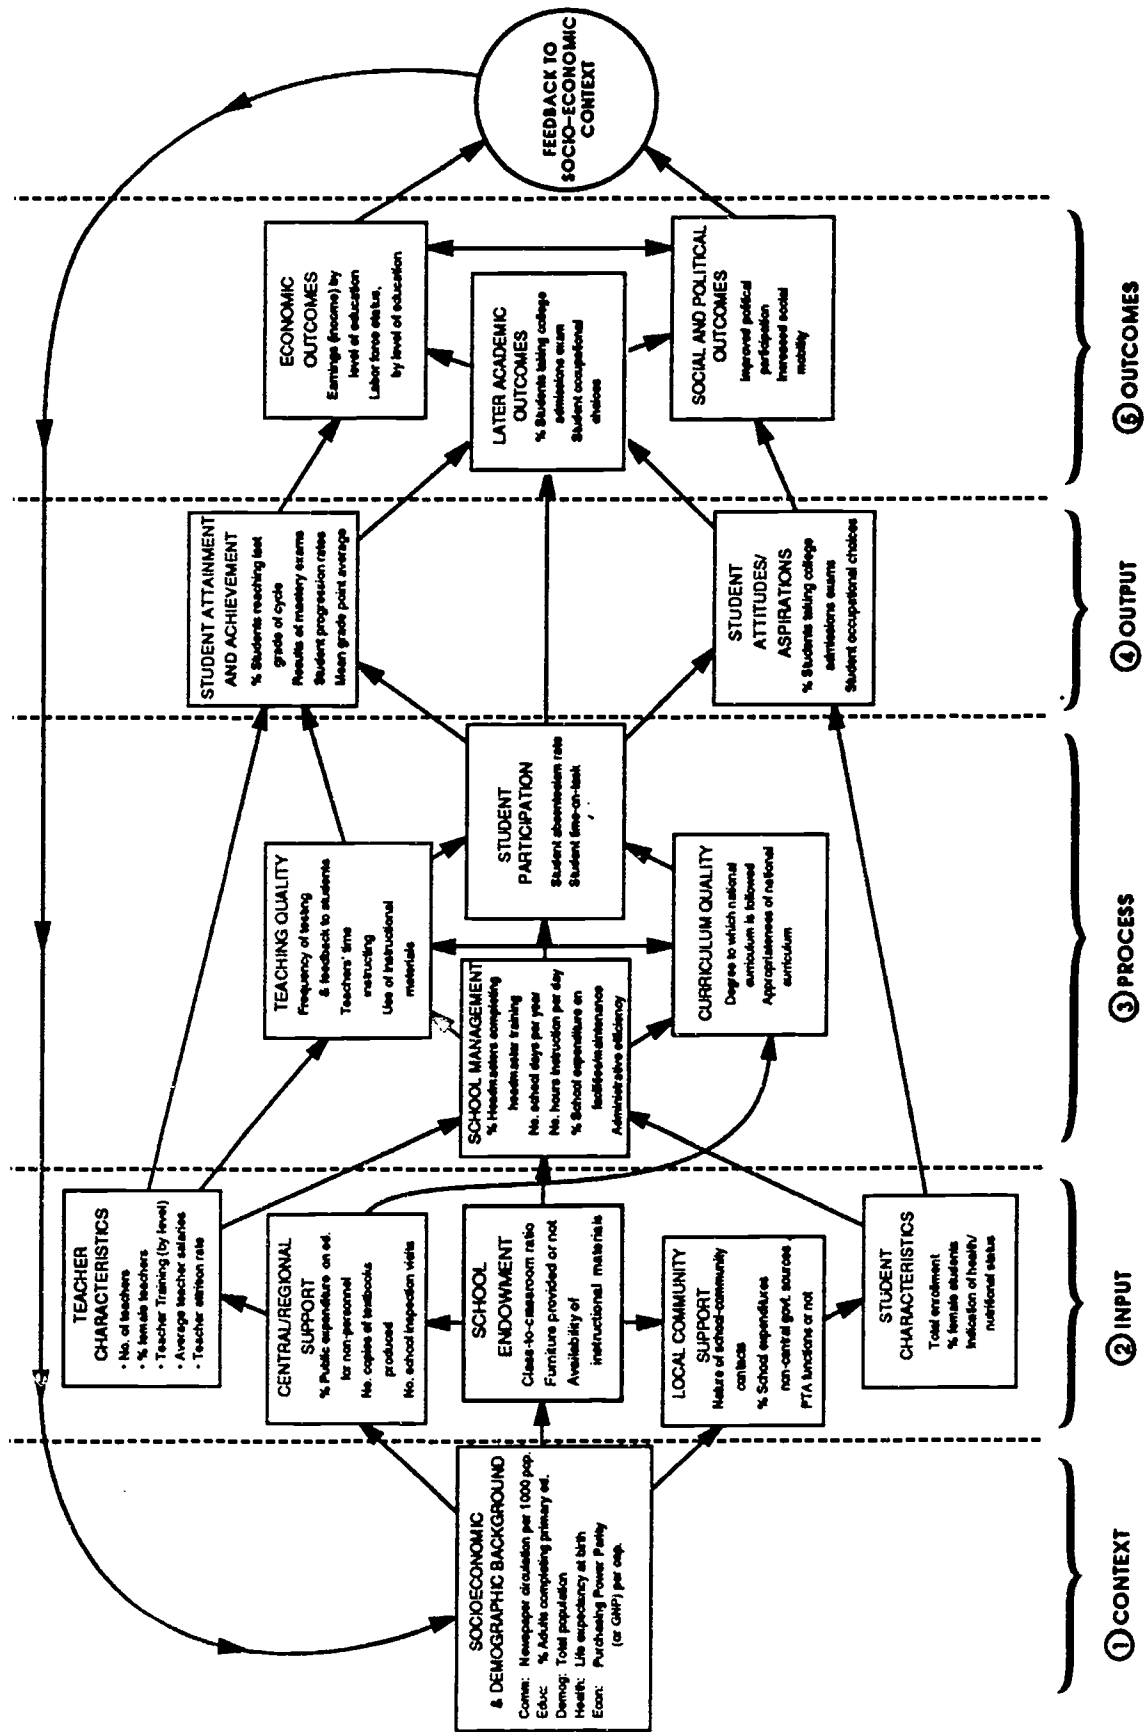 SOCIOECONOMIC
& DEMOGRAPHIC BACKGROUND
Comm: Newspaper circulation per 1000 pop.
Educ: % Adults completing primary ed.
Demog: Total population
Health: Life expectancy at birth
Econ: Purchasing Power Parity
(or GNP) per cap.
① CONTEXT
TEACHER
CHARACTERISTICS
• No. of teachers
• % female teachers
• Teacher Training (by level)
• Average teacher salaries
• Teacher attrition rate
CENTRAL/REGIONAL
SUPPORT
% Public expenditure on ed.
for non-personnel
No. copies of textbooks
produced
No. school inspection visits
SCHOOL
ENDOWMENT
Class-to-classroom ratio
Furniture provided or not
Availability of
instructional materials
LOCAL COMMUNITY
SUPPORT
Nature of school-community
contacts
% School expenditures
non-central govt. sources
PTA functions or not
STUDENT
CHARACTERISTICS
Total enrollment
% female students
Indication of health/
nutritional status
② INPUT
TEACHING QUALITY
Frequency of testing
& feedback to students
Teachers' time
instructing
Use of instructional
materials
SCHOOL MANAGEMENT
% Headmasters completing
headmaster training
No. school days per year
No. hours instruction per day
% School expenditure on
facilities/maintenance
Administrative efficiency
STUDENT
PARTICIPATION
Student absenteeism rate
Student time-on-task
CURRICULUM QUALITY
Degree to which national
curriculum is followed
Appropriateness of national
curriculum
③ PROCESS
STUDENT ATTAINMENT
AND ACHIEVEMENT
% Students reaching last
grade of cycle
Results of mastery exams
Student progression rates
Mean grade point average
STUDENT
ATTITUDES/
ASPIRATIONS
% Students taking college
admissions exams
Student occupational choices
④ OUTPUT
ECONOMIC
OUTCOMES
Earnings (income) by
level of education
Labor force status,
by level of education
LATER ACADEMIC
OUTCOMES
% Students taking college
admissions exam
Student occupational
choices
SOCIAL AND POLITICAL
OUTCOMES
Improved political
participation
Increased social
mobility
⑤ OUTCOMES
FEEDBACK TO
SOCIO-ECONOMIC
CONTEXT